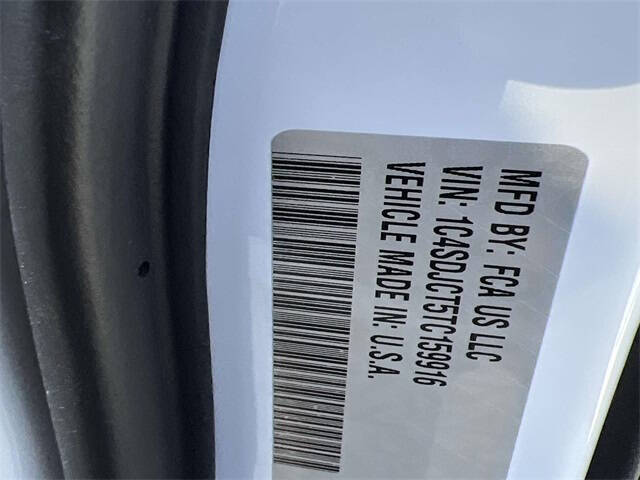 MFD BY: FCA US LLC
VIN: 1C4SDJCT5TC159916
VEHICLE MADE IN: U.S.A.